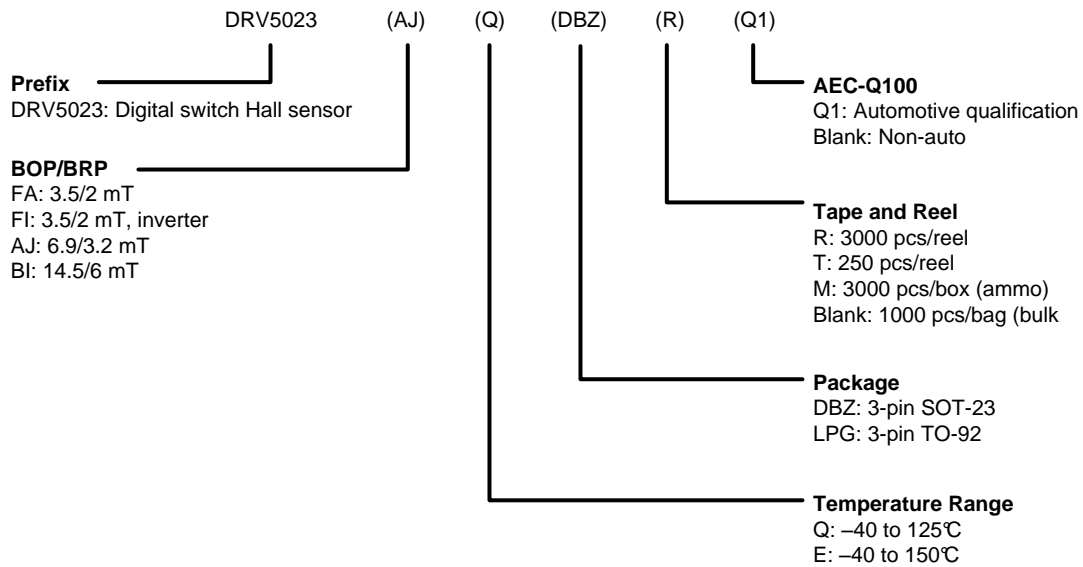 DRV5023 (AJ) (Q) (DBZ) (R) (Q1)
Prefix
DRV5023: Digital switch Hall sensor
BOP/BRP
FA: 3.5/2 mT
FI: 3.5/2 mT, inverter
AJ: 6.9/3.2 mT
BI: 14.5/6 mT
AEC-Q100
Q1: Automotive qualification
Blank: Non-auto
Tape and Reel
R: 3000 pcs/reel
T: 250 pcs/reel
M: 3000 pcs/box (ammo)
Blank: 1000 pcs/bag (bulk
Package
DBZ: 3-pin SOT-23
LPG: 3-pin TO-92
Temperature Range
Q: –40 to 125℃
E: –40 to 150℃